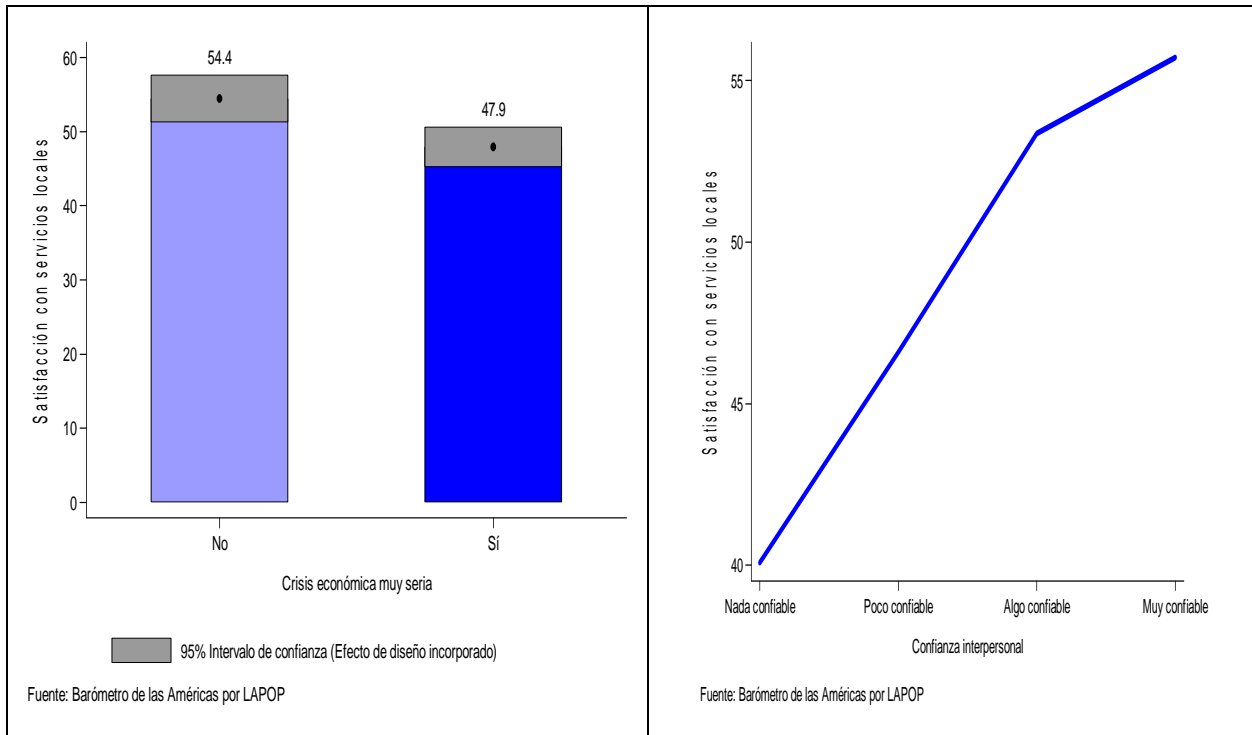 54.4
47.9
60
50
40
30
20
10
0
Satisfacción con servicios locales
No
Sí
Crisis económica muy seria
95% Intervalo de confianza (Efecto de diseño incorporado)
Fuente: Barómetro de las Américas por LAPOP
55
50
45
40
Satisfacción con servicios locales
Nada confiable
Poco confiable
Algo confiable
Muy confiable
Confianza interpersonal
Fuente: Barómetro de las Américas por LAPOP